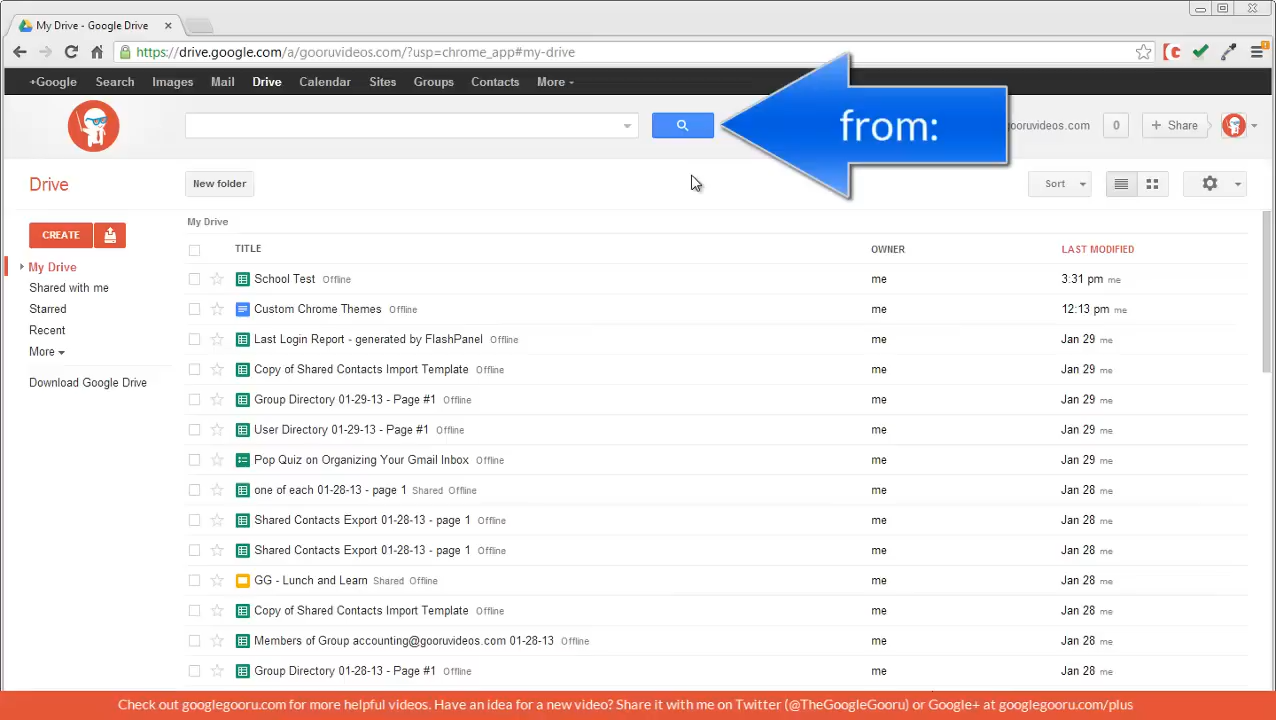 My Drive - Google Drive
https://drive.google.com/a/gooruvideos.com/?usp=chrome_app#my-drive
+Google Search Images Mail Drive Calendar Sites Groups Contacts More
from:
ooruvideos.com 0 + Share
Drive New folder Sort
My Drive
CREATE
TITLE OWNER LAST MODIFIED
My Drive
Shared with me
Starred
Recent
More
Download Google Drive
School Test Offline me 3.31 pm me
Custom Chrome Themes Offline me 12:13 pm me
Last Login Report - generated by FlashPanel Offline me Jan 29 me
Copy of Shared Contacts Import Template Offline me Jan 29 me
Group Directory 01-29-13 - Page #1 Offline me Jan 29 me
User Directory 01-29-13 - Page #1 Offline me Jan 29 me
Pop Quiz on Organizing Your Gmail Inbox Offline me Jan 29 me
one of each 01-28-13 - page 1 Shared Offline me Jan 28 me
Shared Contacts Export 01-28-13 - page 1 Offline me Jan 28 me
Shared Contacts Export 01-28-13 - page 1 Offline me Jan 28 me
GG - Lunch and Learn Shared Offline me Jan 28 me
Copy of Shared Contacts Import Template Offline me Jan 28 me
Members of Group accounting@gooruvideos.com 01-28-13 Offline me Jan 28 me
Group Directory 01-28-13 - Page #1 Offline me Jan 28 me
Check out googlegooru.com for more helpful videos. Have an idea for a new video? Share it with me on Twitter (@TheGoogleGooru) or Google+ at googlegooru.com/plus